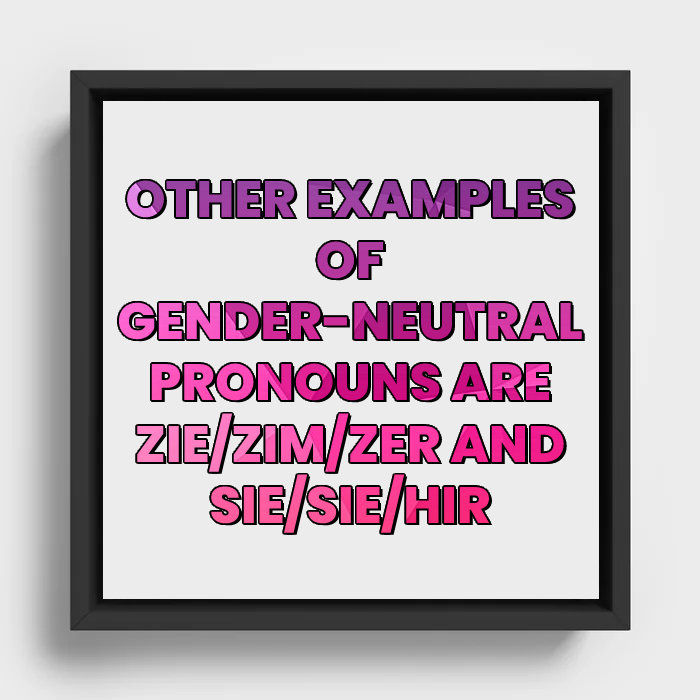 OTHER EXAMPLES
OF
GENDER-NEUTRAL
PRONOUNS ARE
ZIE/ZIM/ZER AND
SIE/SIE/HIR